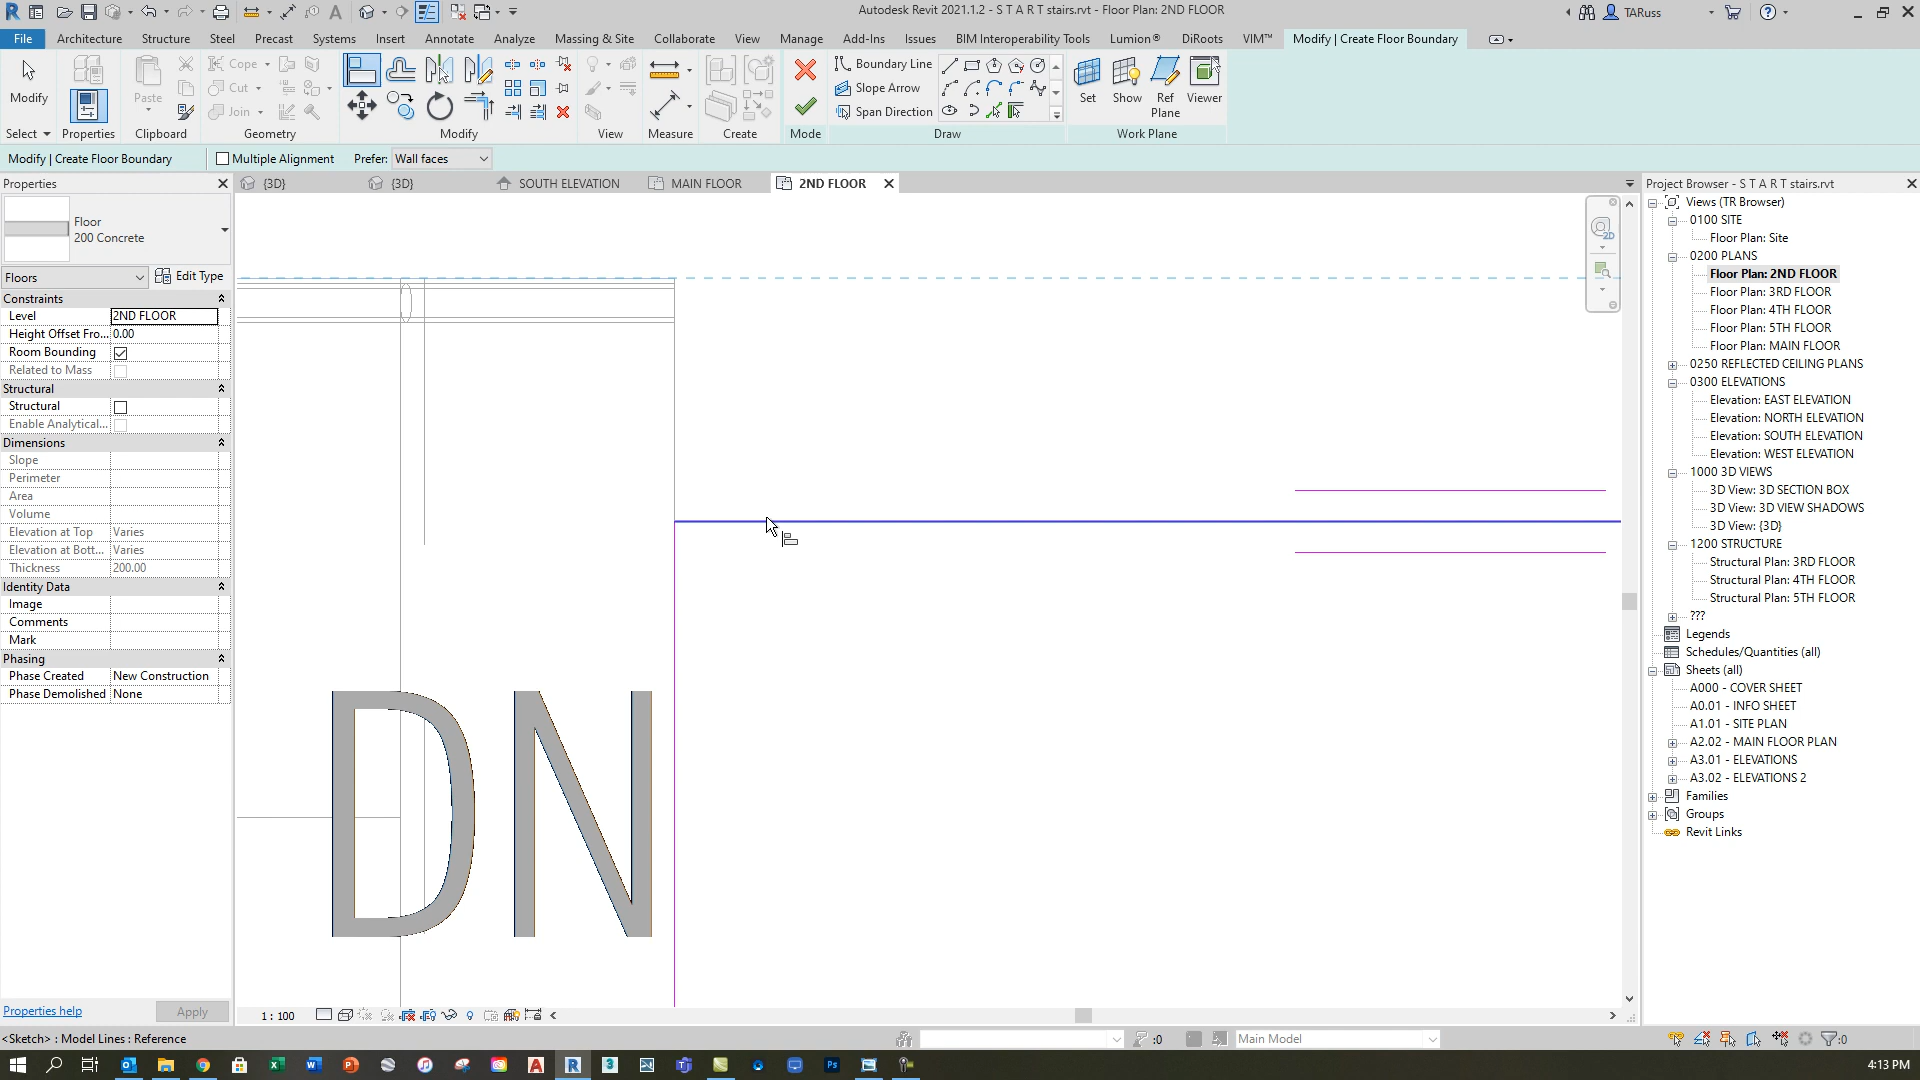 Autodesk Revit 2021.1.2 - S T A R T stairs.rvt - Floor Plan: 2ND FLOOR
TARuss
File Architecture Structure Steel Precast Systems Insert Annotate Analyze Massing & Site Collaborate View Manage Add-Ins Issues BIM Interoperability Tools Lumion® DiRoots VIM™ Modify | Create Floor Boundary
Modify
Paste
Cope
Cut
Join
Boundary Line
Slope Arrow
Span Direction
Set Show Ref Plane Viewer
Select Properties Clipboard Geometry Modify View Measure Create Mode Draw Work Plane
Modify | Create Floor Boundary Multiple Alignment Prefer: Wall faces
Properties
{3D} {3D} SOUTH ELEVATION MAIN FLOOR 2ND FLOOR
Floor
200 Concrete
Floors Edit Type
Constraints
Level 2ND FLOOR
Height Offset Fro... 0.00
Room Bounding
Related to Mass
Structural
Structural
Enable Analytical...
Dimensions
Slope
Perimeter
Area
Volume
Elevation at Top Varies
Elevation at Bott... Varies
Thickness 200.00
Identity Data
Image
Comments
Mark
Phasing
Phase Created New Construction
Phase Demolished None
Properties help Apply
DN
2D
1 : 100
Project Browser - S T A R T stairs.rvt
Views (TR Browser)
0100 SITE
Floor Plan: Site
0200 PLANS
Floor Plan: 2ND FLOOR
Floor Plan: 3RD FLOOR
Floor Plan: 4TH FLOOR
Floor Plan: 5TH FLOOR
Floor Plan: MAIN FLOOR
0250 REFLECTED CEILING PLANS
0300 ELEVATIONS
Elevation: EAST ELEVATION
Elevation: NORTH ELEVATION
Elevation: SOUTH ELEVATION
Elevation: WEST ELEVATION
1000 3D VIEWS
3D View: 3D SECTION BOX
3D View: 3D VIEW SHADOWS
3D View: {3D}
1200 STRUCTURE
Structural Plan: 3RD FLOOR
Structural Plan: 4TH FLOOR
Structural Plan: 5TH FLOOR
???
Legends
Schedules/Quantities (all)
Sheets (all)
A000 - COVER SHEET
A0.01 - INFO SHEET
A1.01 - SITE PLAN
A2.02 - MAIN FLOOR PLAN
A3.01 - ELEVATIONS
A3.02 - ELEVATIONS 2
Families
Groups
Revit Links
<Sketch> : Model Lines : Reference
:0 Main Model :0
4:13 PM